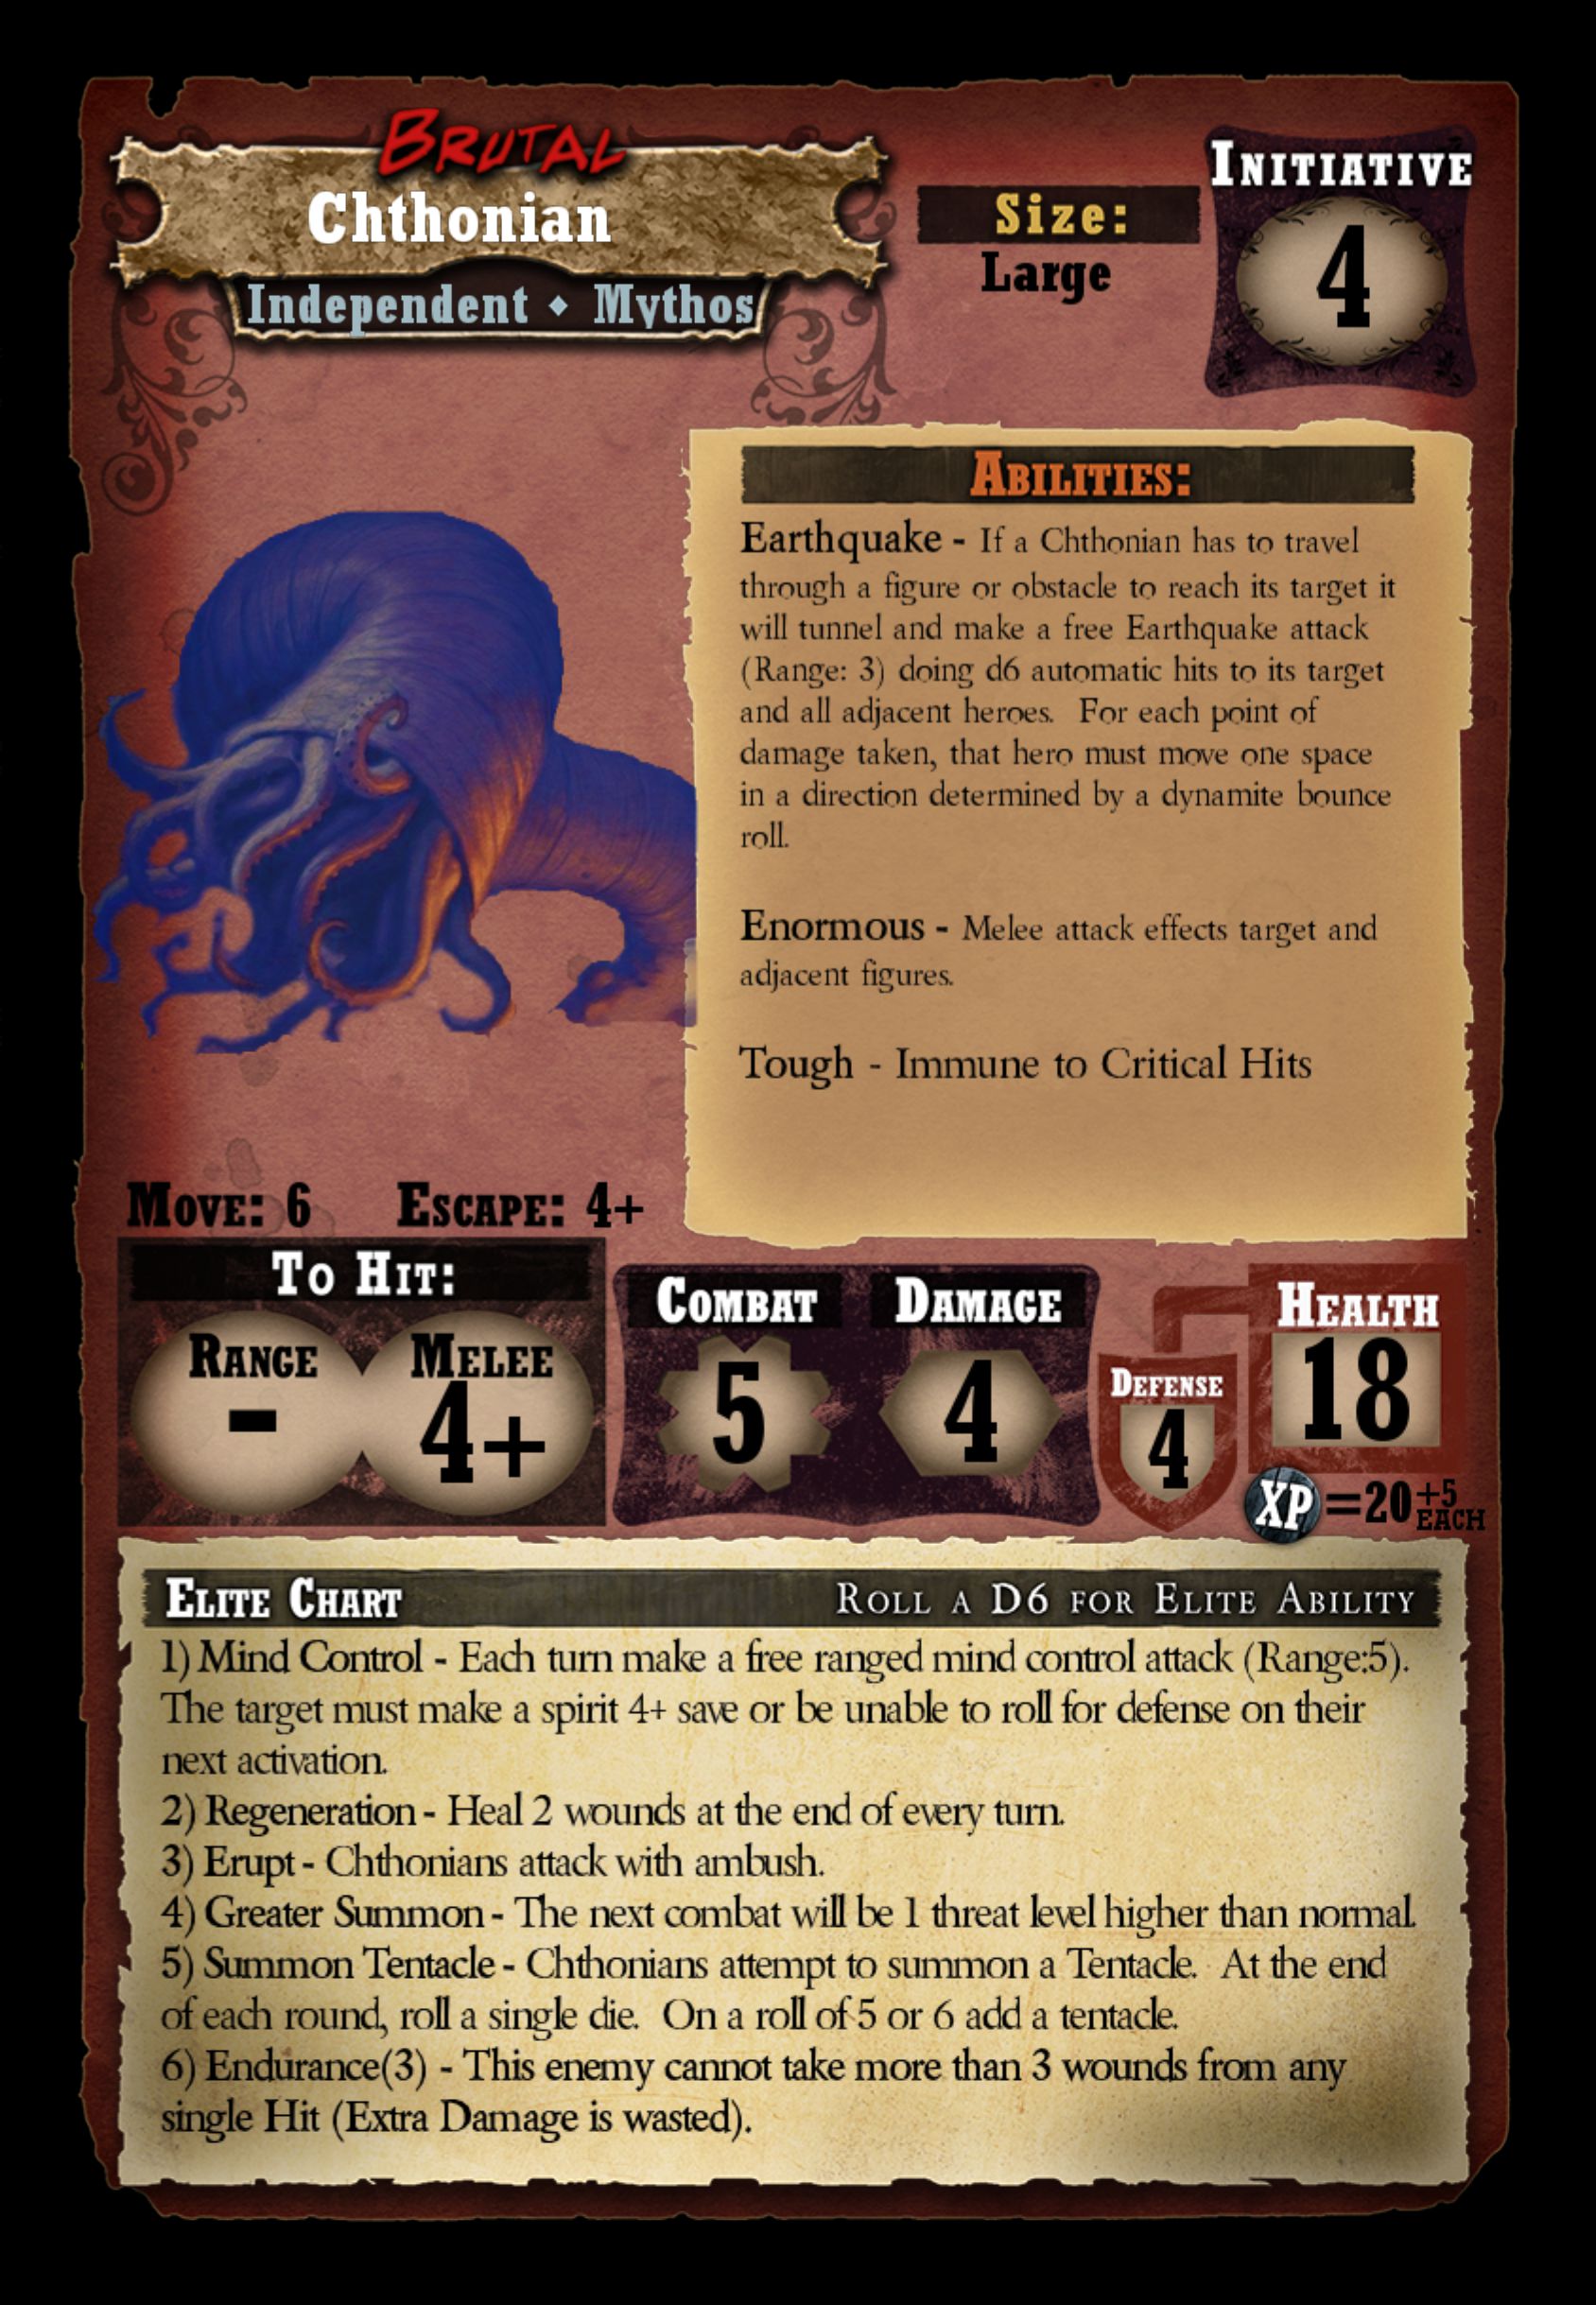 Brutal
Chthonian
Independent ⬥ Mythos
Size:
Large
Initiative
4
Abilities:
Earthquake - If a Chthonian has to travel
through a figure or obstacle to reach its target it
will tunnel and make a free Earthquake attack
(Range: 3) doing d6 automatic hits to its target
and all adjacent heroes.  For each point of
damage taken, that hero must move one space
in a direction determined by a dynamite bounce
roll.
Enormous - Melee attack effects target and
adjacent figures.
Tough - Immune to Critical Hits
Move: 6 Escape: 4+
To Hit:
Range
-
Melee
4+
Combat
5
Damage
4
Defense
4
Health
18
XP =20 +5
EACH
Elite Chart Roll a D6 for Elite Ability
1) Mind Control - Each turn make a free ranged mind control attack (Range:5).
The target must make a spirit 4+ save or be unable to roll for defense on their
next activation.
2) Regeneration - Heal 2 wounds at the end of every turn.
3) Erupt - Chthonians attack with ambush.
4) Greater Summon - The next combat will be 1 threat level higher than normal.
5) Summon Tentacle - Chthonians attempt to summon a Tentacle.  At the end
of each round, roll a single die.  On a roll of 5 or 6 add a tentacle.
6) Endurance(3) - This enemy cannot take more than 3 wounds from any
single Hit (Extra Damage is wasted).